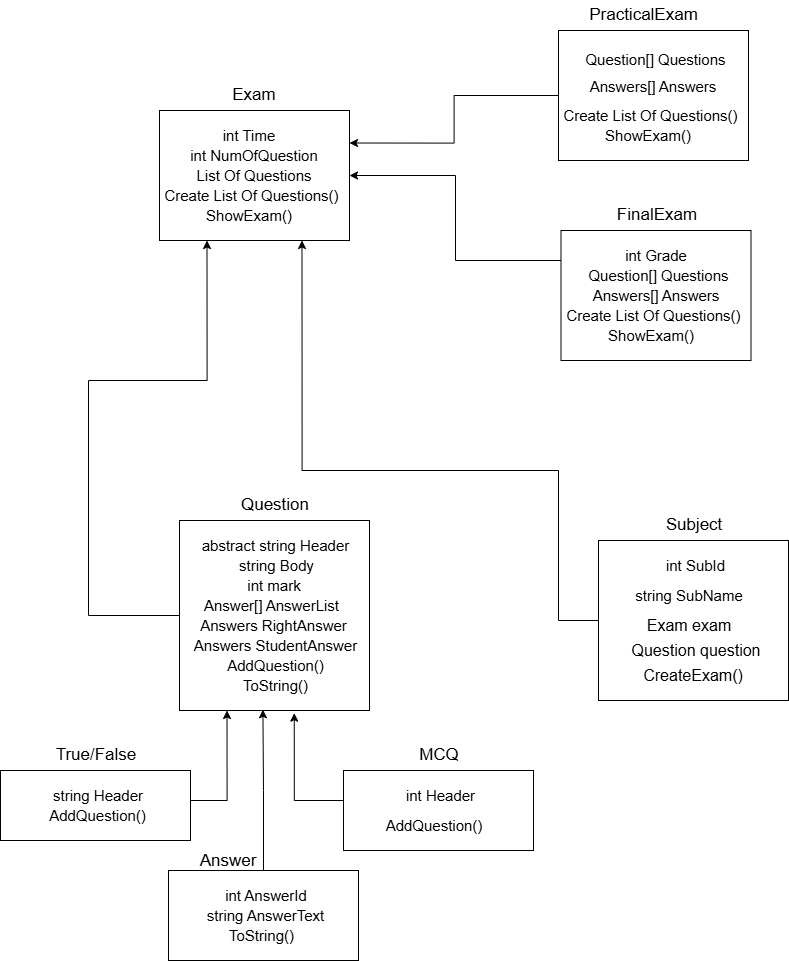 PracticalExam
Question[] Questions
Answers[] Answers
Create List Of Questions()
ShowExam()
Exam
int Time
int NumOfQuestion
List Of Questions
Create List Of Questions()
ShowExam()
FinalExam
int Grade
Question[] Questions
Answers[] Answers
Create List Of Questions()
ShowExam()
Question
abstract string Header
string Body
int mark
Answer[] AnswerList
Answers RightAnswer
Answers StudentAnswer
AddQuestion()
ToString()
Subject
int SubId
string SubName
Exam exam
Question question
CreateExam()
True/False
string Header
AddQuestion()
MCQ
int Header
AddQuestion()
Answer
int AnswerId
string AnswerText
ToString()